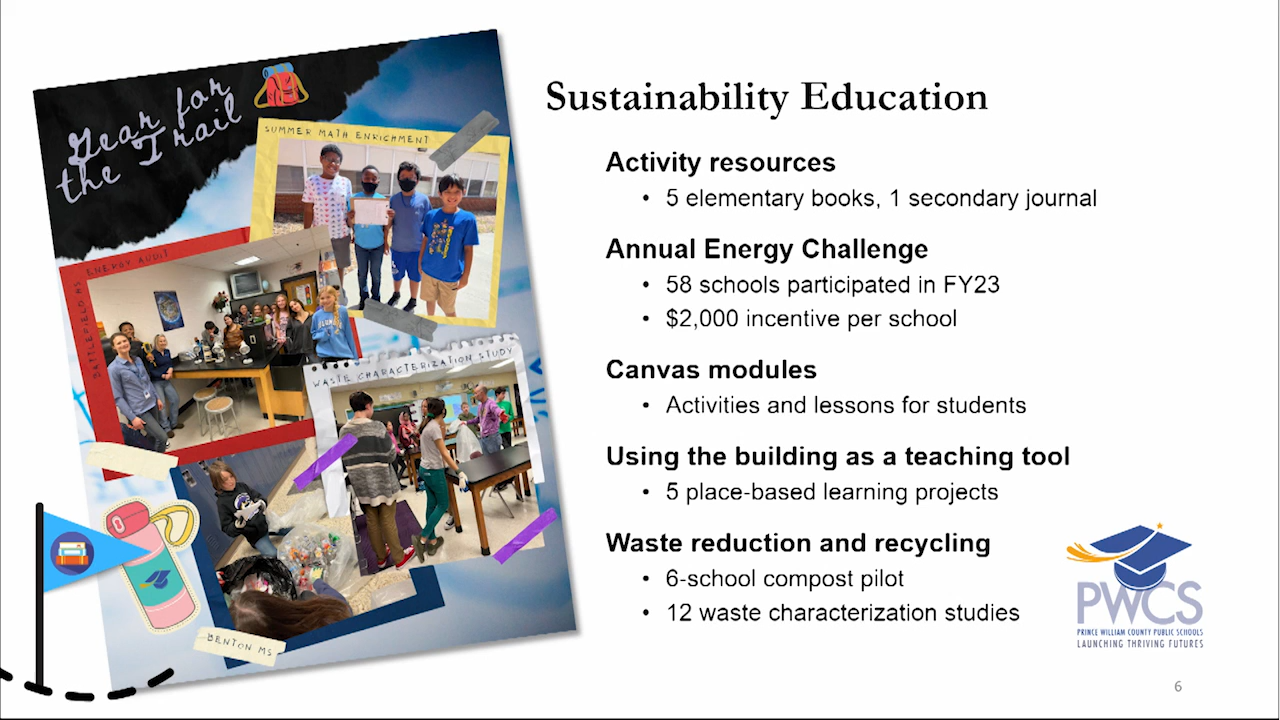 Gear for
the Trail
SUMMER MATH ENRICHMENT
BATTLEFIELD HS ENERGY AUDIT
WASTE CHARACTERIZATION STUDY
BENTON MS
Sustainability Education
Activity resources
• 5 elementary books, 1 secondary journal
Annual Energy Challenge
• 58 schools participated in FY23
• $2,000 incentive per school
Canvas modules
• Activities and lessons for students
Using the building as a teaching tool
• 5 place-based learning projects
Waste reduction and recycling
• 6-school compost pilot
• 12 waste characterization studies
PWCS
PRINCE WILLIAM COUNTY PUBLIC SCHOOLS
LAUNCHING THRIVING FUTURES
6